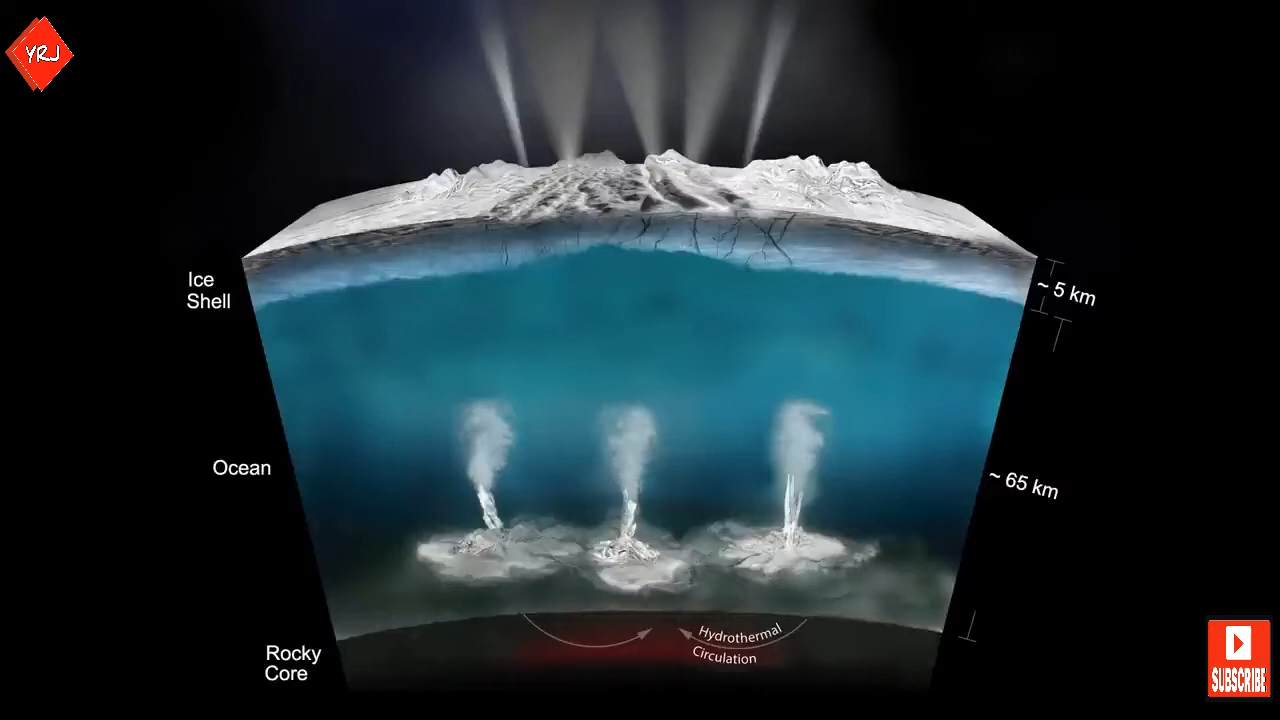 YRJ
Ice
Shell
~ 5 km
Ocean
~ 65 km
Hydrothermal
Circulation
Rocky
Core
SUBSCRIBE